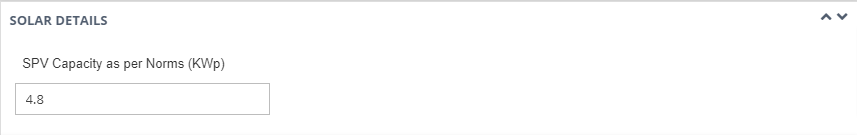 SOLAR DETAILS
SPV Capacity as per Norms (KWp)
4.8